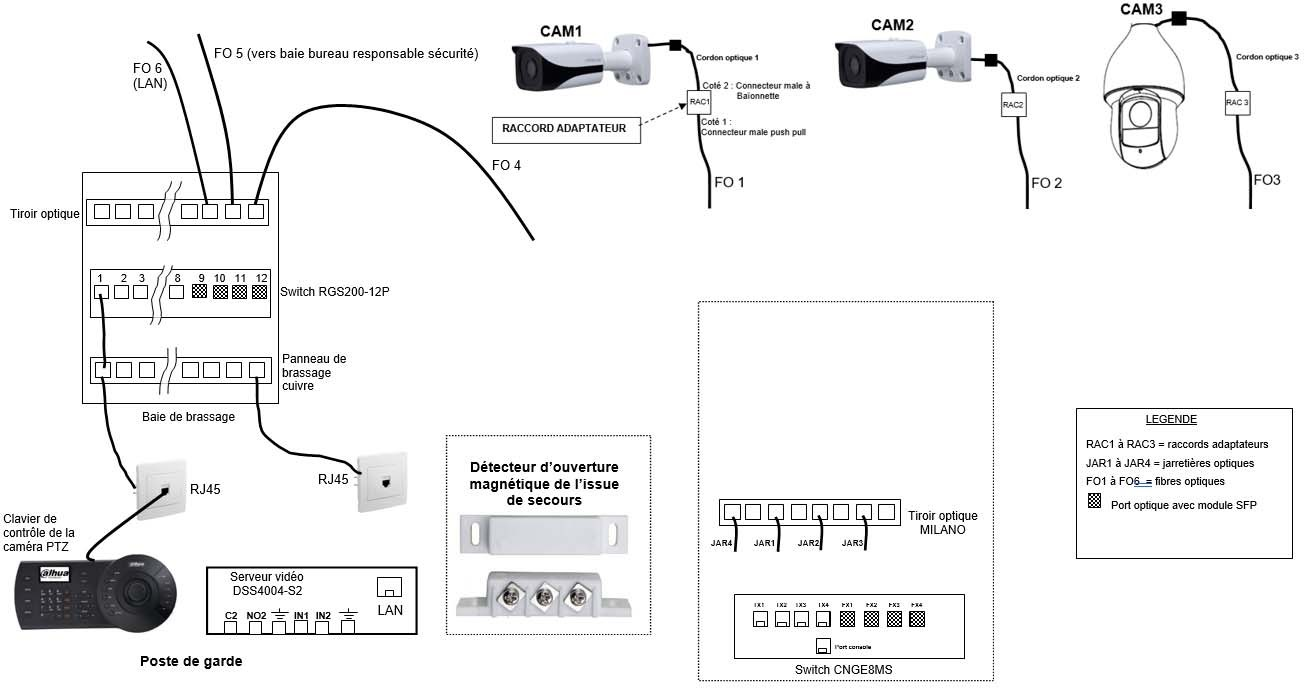 CAM1
CAM2
CAM3
FO 6
(LAN)
FO 5 (vers baie bureau responsable sécurité)
Cordon optique 1
Cordon optique 2
Cordon optique 3
Coté 2 : Connecteur male à
Baïonnette
RAC1
RAC2
RAC 3
RACCORD ADAPTATEUR
Coté 1 :
Connecteur male push pull
FO 4
FO 1
FO 2
FO3
Tiroir optique
1 2 3 8 9 10 11 12
Switch RGS200-12P
Panneau de
brassage
cuivre
Baie de brassage
RJ45
RJ45
Clavier de
contrôle de la
caméra PTZ
alhua
Serveur vidéo
DSS4004-S2
LAN
C2 NO2 IN1 IN2
Poste de garde
Détecteur d'ouverture
magnétique de l'issue
de secours
Tiroir optique
MILANO
JAR4 JAR1 JAR2 JAR3
TX1 TX2 TX3 TX4 FX1 FX2 FX3 FX4
Port console
Switch CNGE8MS
LEGENDE
RAC1 à RAC3 = raccords adaptateurs
JAR1 à JAR4 = jarretières optiques
FO1 à FO6 = fibres optiques
Port optique avec module SFP